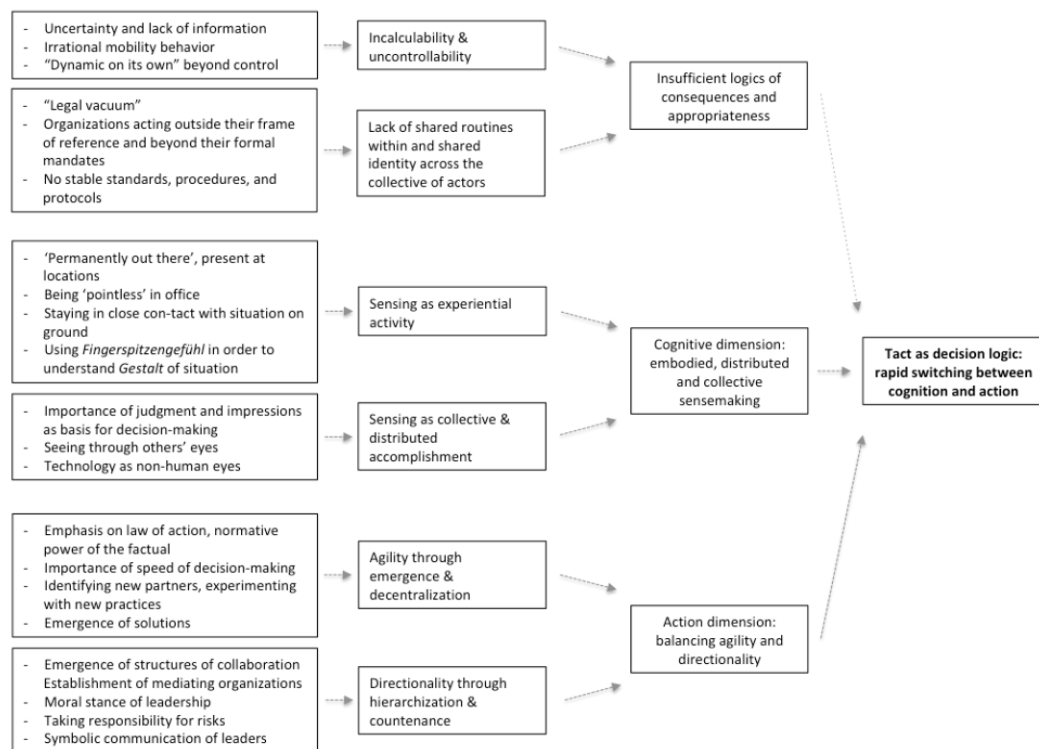 - Uncertainty and lack of information
- Irrational mobility behavior
- “Dynamic on its own” beyond control
- “Legal vacuum”
- Organizations acting outside their frame
of reference and beyond their formal
mandates
- No stable standards, procedures, and
protocols
Incalculability &
uncontrollability
Lack of shared routines
within and shared
identity across the
collective of actors
Insufficient logics of
consequences and
appropriateness
- ‘Permanently out there’, present at
locations
- Being ‘pointless’ in office
- Staying in close con-tact with situation on
ground
- Using Fingerspitzengefühl in order to
understand Gestalt of situation
- Importance of judgment and impressions
as basis for decision-making
- Seeing through others’ eyes
- Technology as non-human eyes
Sensing as experiential
activity
Sensing as collective &
distributed
accomplishment
Cognitive dimension:
embodied, distributed
and collective
sensemaking
Tact as decision logic:
rapid switching between
cognition and action
- Emphasis on law of action, normative
power of the factual
- Importance of speed of decision-making
- Identifying new partners, experimenting
with new practices
- Emergence of solutions
- Emergence of structures of collaboration
Establishment of mediating organizations
- Moral stance of leadership
- Taking responsibility for risks
- Symbolic communication of leaders
Agility through
emergence &
decentralization
Directionality through
hierarchization &
countenance
Action dimension:
balancing agility and
directionality